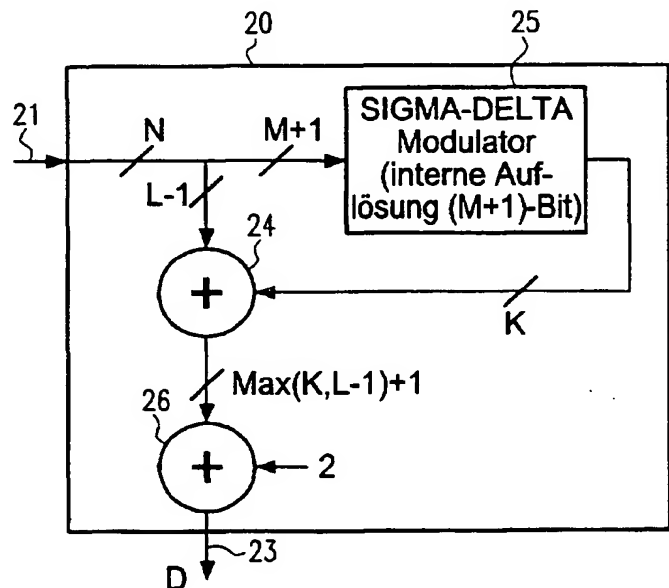 20
25
21
N
M+1
SIGMA-DELTA
Modulator
(interne Auf-
lösung (M+1)-Bit)
L-1
24
+
K
Max(K,L-1)+1
26
+
2
23
D